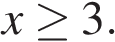 x ≥ 3.